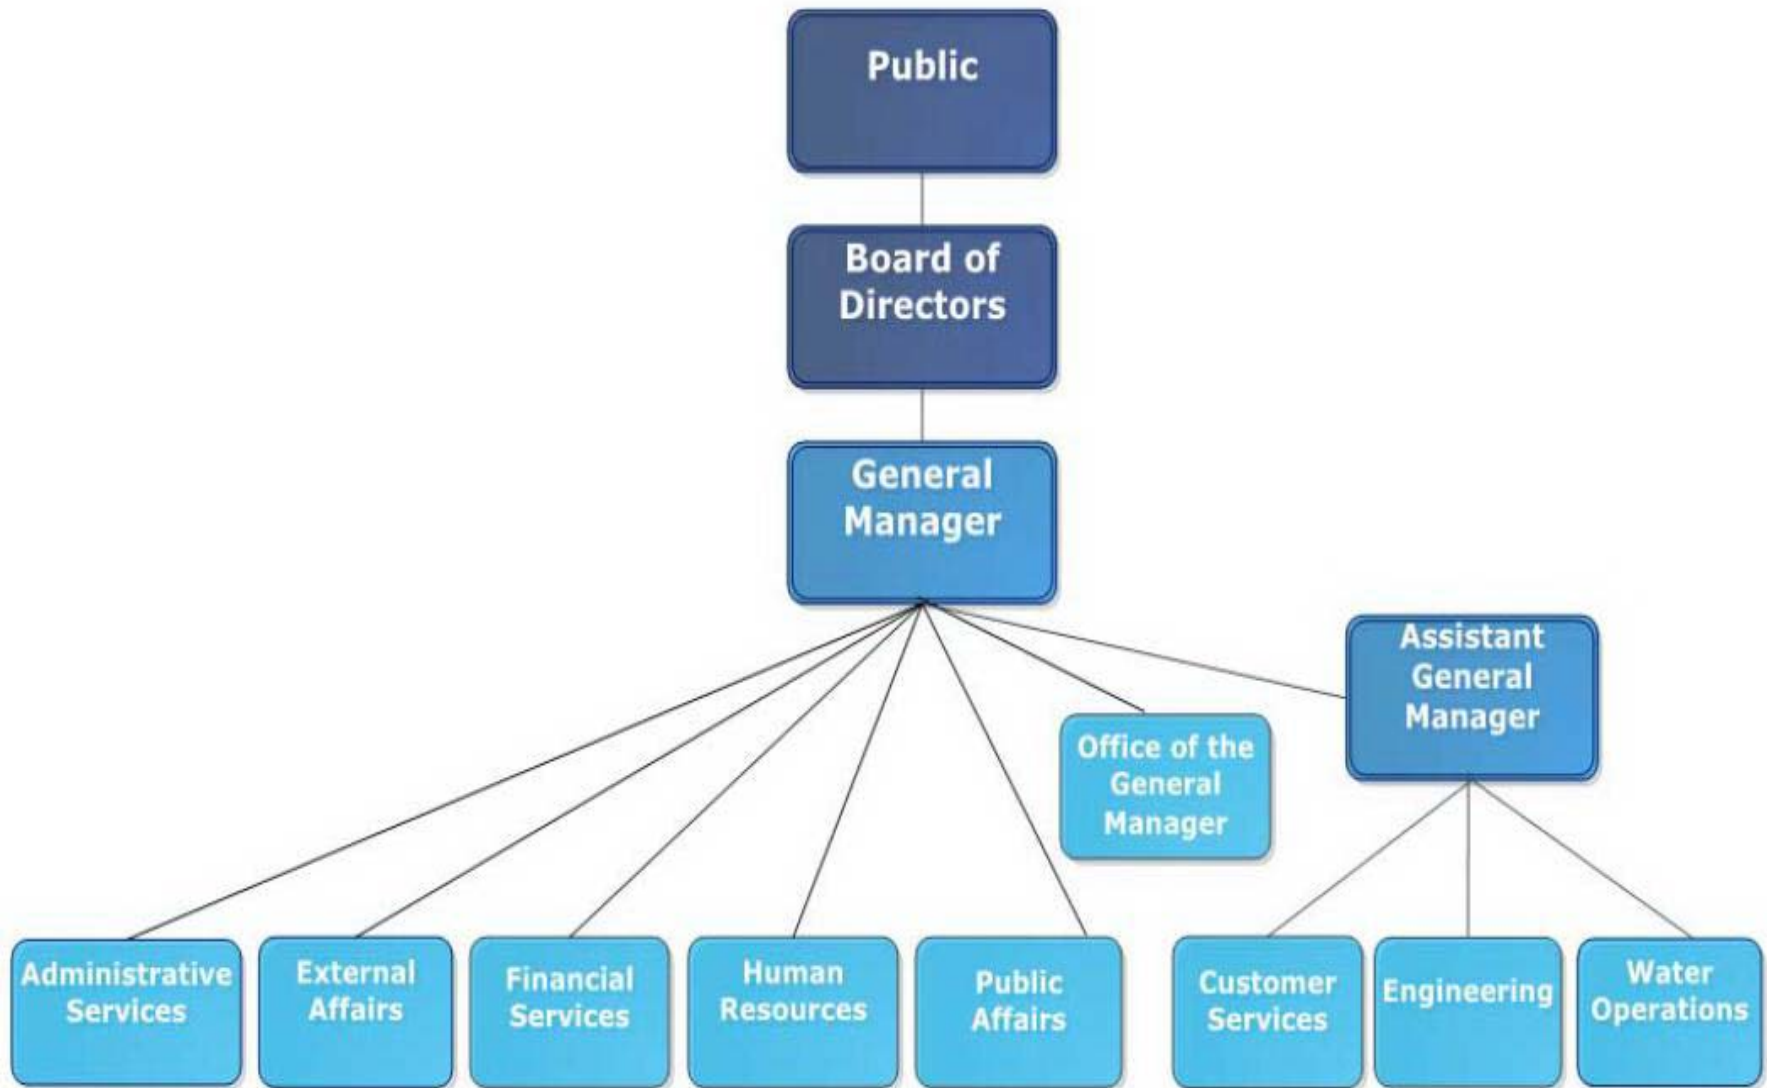 Public
Board of
Directors
General
Manager
Assistant
General
Manager
Office of the
General
Manager
Administrative
Services
External
Affairs
Financial
Services
Human
Resources
Public
Affairs
Customer
Services
Engineering
Water
Operations